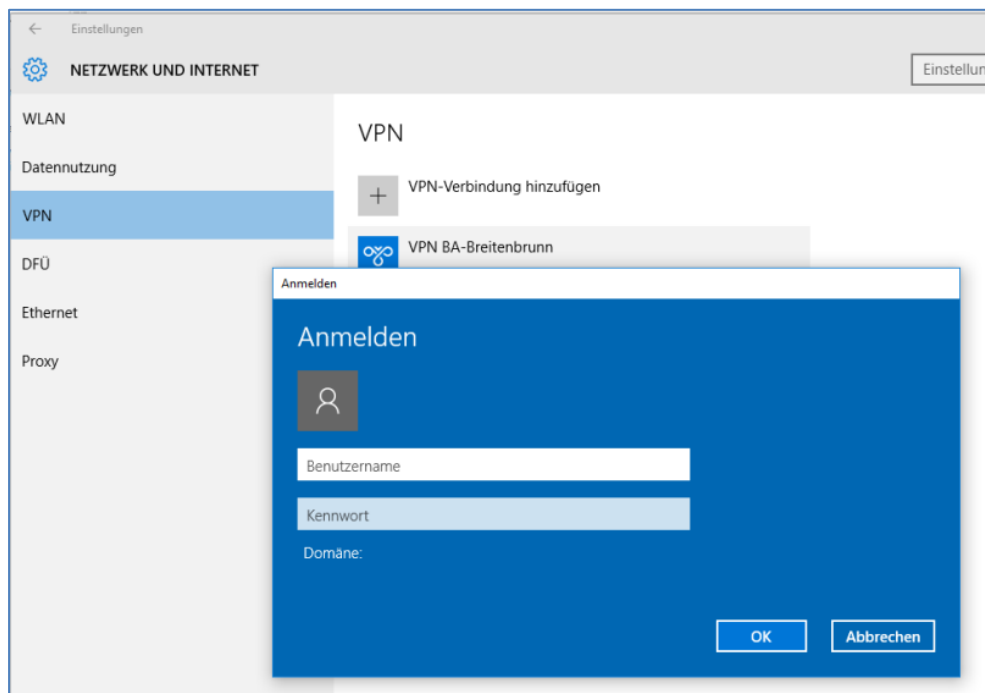 Einstellungen
NETZWERK UND INTERNET
Einstellun
WLAN
Datennutzung
VPN
DFÜ
Ethernet
Proxy
VPN
VPN-Verbindung hinzufügen
VPN BA-Breitenbrunn
Anmelden
Anmelden
Benutzername
Kennwort
Domäne:
OK
Abbrechen